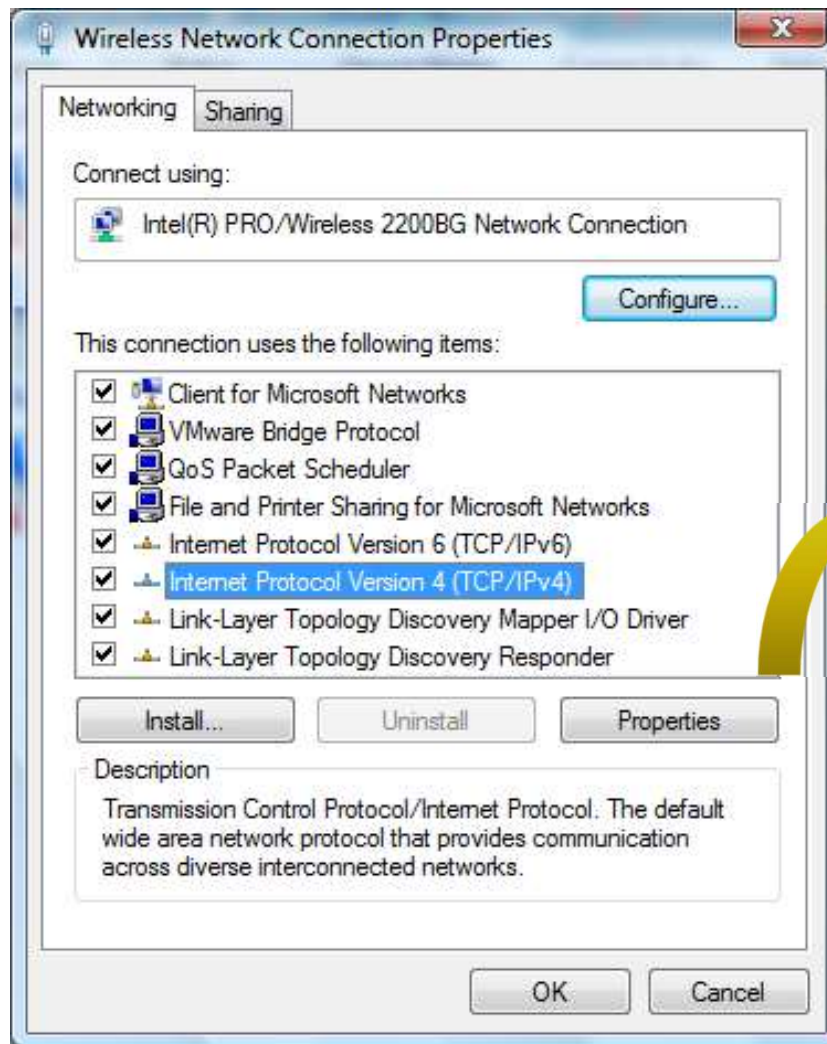 Wireless Network Connection Properties
Networking
Sharing
Connect using:
Intel(R) PRO/Wireless 2200BG Network Connection
Configure...
This connection uses the following items:
Client for Microsoft Networks
VMware Bridge Protocol
QoS Packet Scheduler
File and Printer Sharing for Microsoft Networks
Internet Protocol Version 6 (TCP/IPv6)
Internet Protocol Version 4 (TCP/IPv4)
Link-Layer Topology Discovery Mapper I/O Driver
Link-Layer Topology Discovery Responder
Install...
Uninstall
Properties
Description
Transmission Control Protocol/Internet Protocol. The default
wide area network protocol that provides communication
across diverse interconnected networks.
OK
Cancel